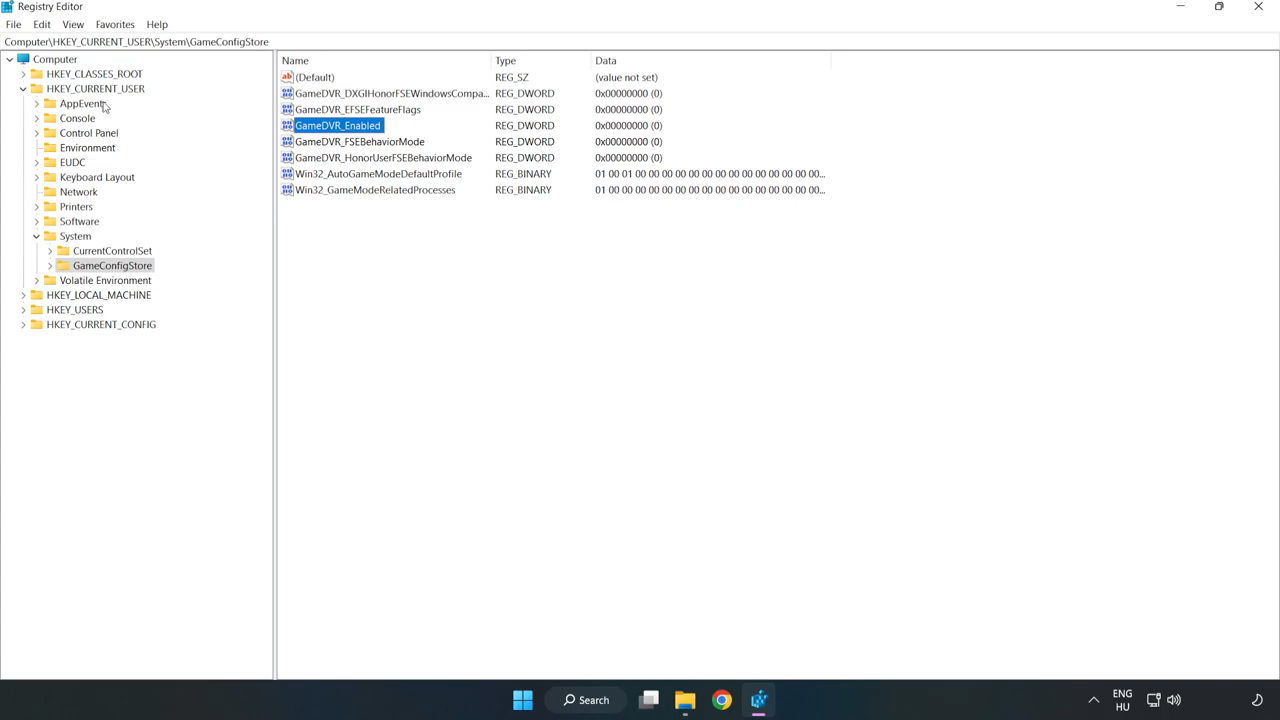 Registry Editor
File Edit View Favorites Help
Computer\HKEY_CURRENT_USER\System\GameConfigStore
Computer
HKEY_CLASSES_ROOT
HKEY_CURRENT_USER
Console
Control Panel
Environment
EUDC
Keyboard Layout
Network
Printers
Software
System
CurrentControlSet
GameConfigStore
Volatile Environment
HKEY_LOCAL_MACHINE
HKEY_USERS
HKEY_CURRENT_CONFIG
Name Type Data
(Default) REG_SZ (value not set)
GameDVR_DXGIHonorFSEWindowsCompa... REG_DWORD 0x00000000 (0)
GameDVR_EFSEFeatureFlags REG_DWORD 0x00000000 (0)
GameDVR_Enabled REG_DWORD 0x00000000 (0)
GameDVR_FSEBehaviorMode REG_DWORD 0x00000000 (0)
GameDVR_HonorUserFSEBehaviorMode REG_DWORD 0x00000000 (0)
Win32_AutoGameModeDefaultProfile REG_BINARY 01 00 01 00 00 00 00 00 00 00 00 00 00 00 00 00 00...
Win32_GameModeRelatedProcesses REG_BINARY 01 00 00 00 00 00 00 00 00 00 00 00 00 00 00 00 00...
Search
ENG
HU